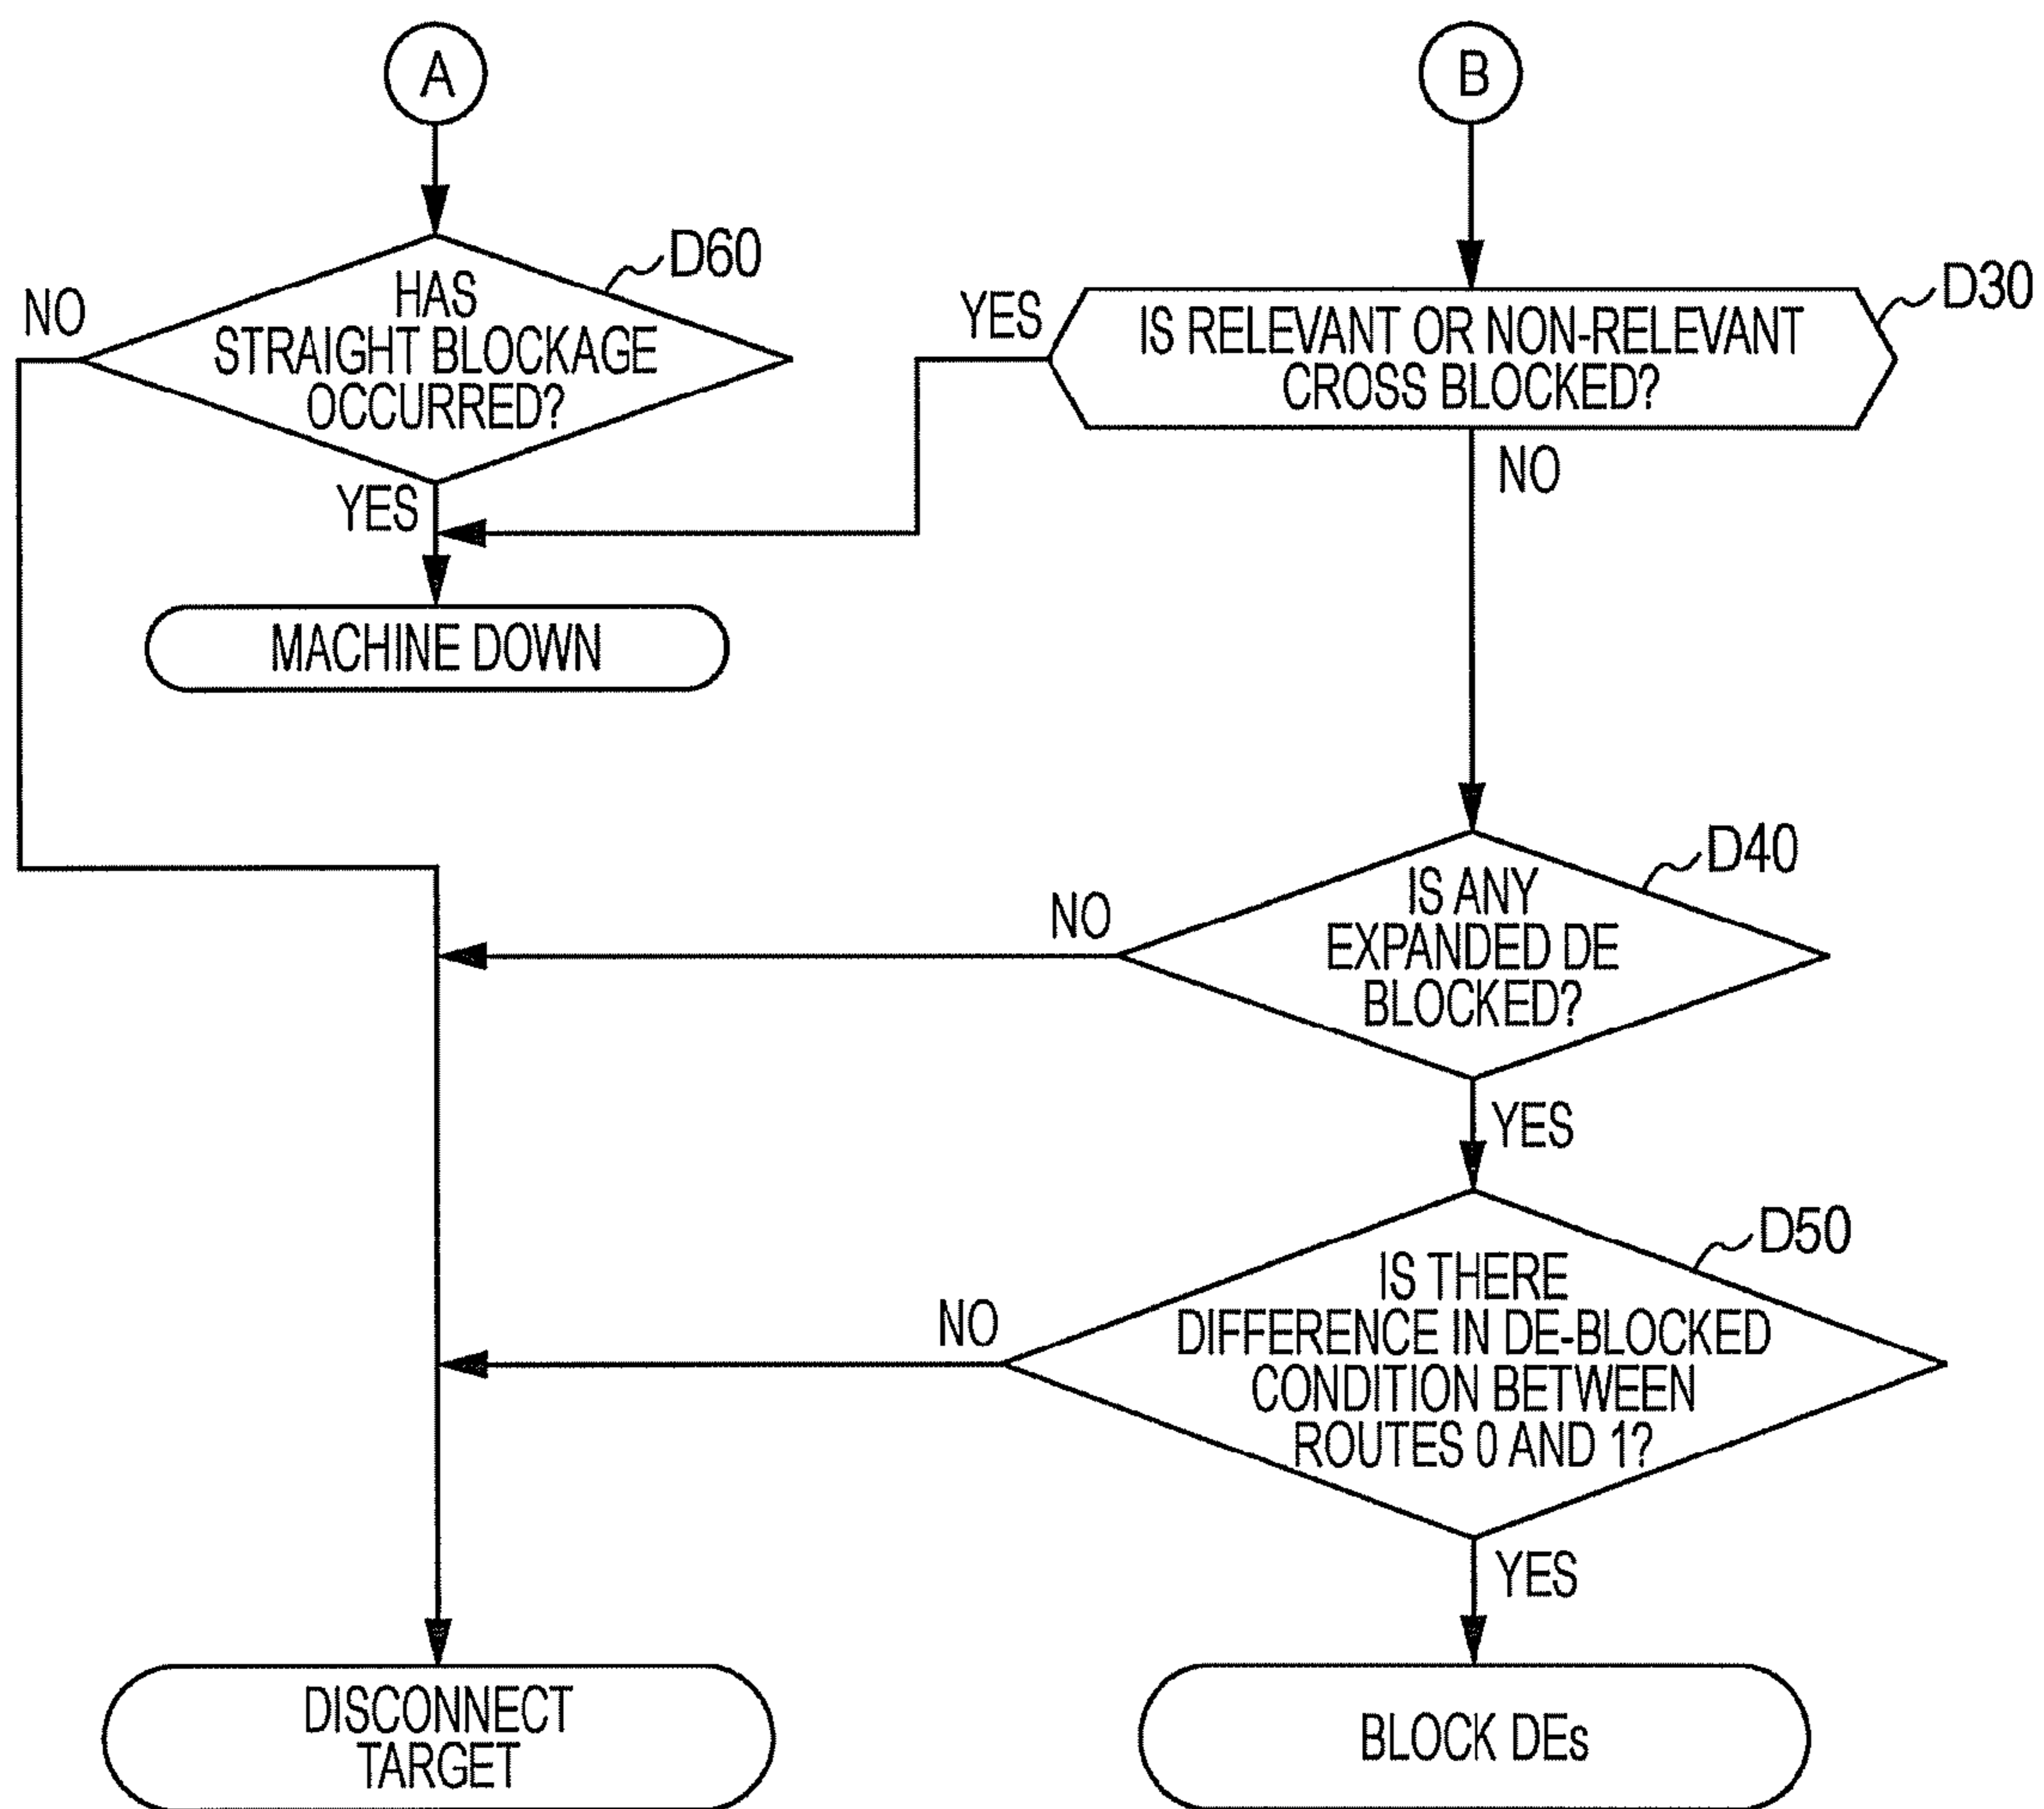 A
B
D60
HAS
STRAIGHT BLOCKAGE
OCCURRED?
NO
YES
D30
IS RELEVANT OR NON-RELEVANT
CROSS BLOCKED?
YES
NO
MACHINE DOWN
D40
IS ANY
EXPANDED DE
BLOCKED?
NO
YES
D50
IS THERE
DIFFERENCE IN DE-BLOCKED
CONDITION BETWEEN
ROUTES 0 AND 1?
NO
YES
DISCONNECT
TARGET
BLOCK DEs